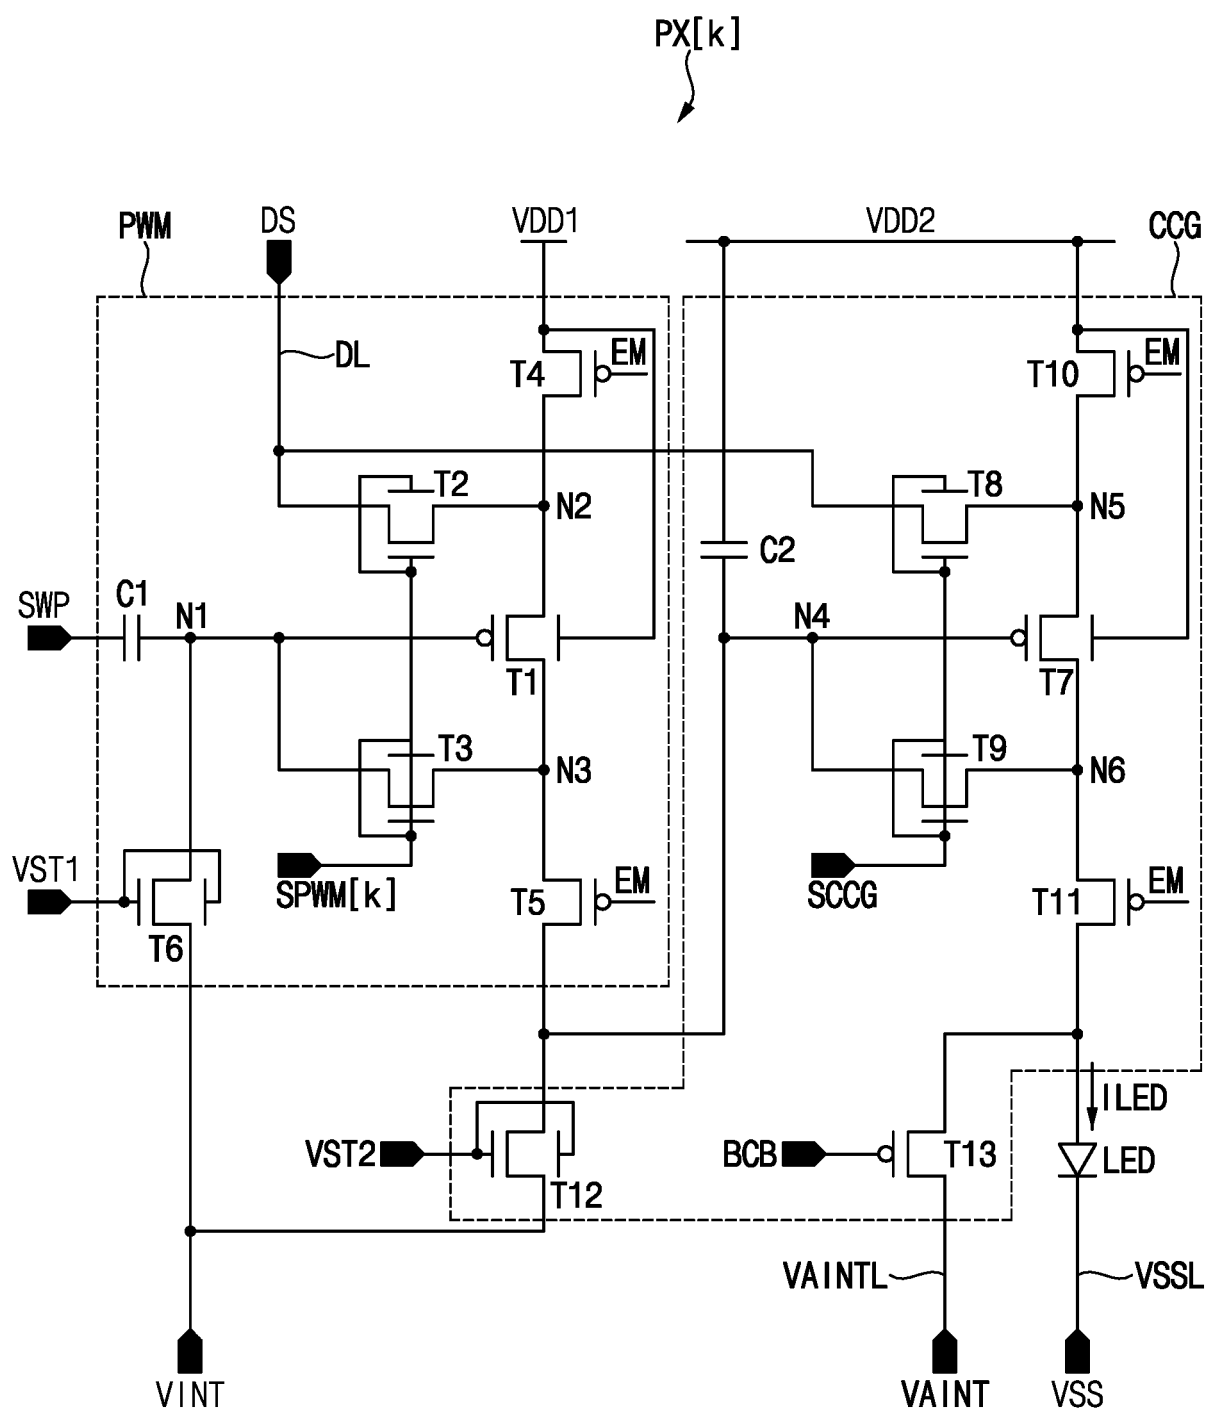 PX[k]
PWM
DS
VDD1
VDD2
CCG
DL
T4
EM
T10
EM
T2
N2
T8
N5
C2
SWP
C1
N1
T1
N4
T7
T3
N3
T9
N6
VST1
T6
SPWM[k]
T5
EM
SCCG
T11
EM
ILED
VST2
T12
BCB
T13
LED
VAINTL
VSSL
VINT
VAINT
VSS